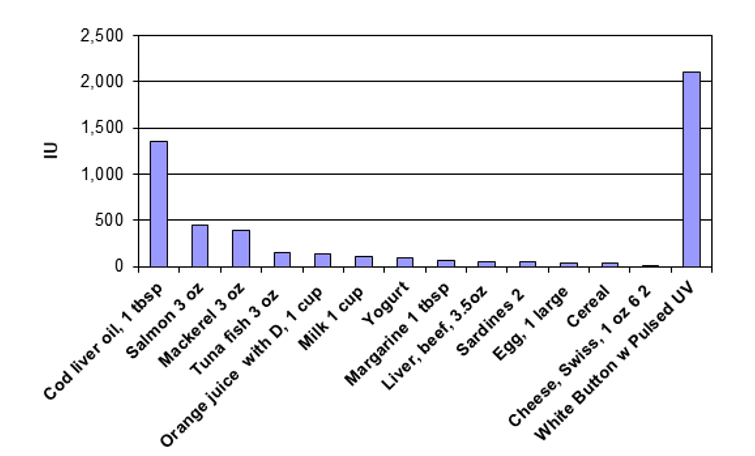 2,500
2,000
1,500
1,000
500
0
IU
Cod liver oil, 1 tbsp
Salmon 3 oz
Mackerel 3 oz
Tuna fish 3 oz
Orange juice  with D, 1 cup
Milk 1 cup
Yogurt
Margarine 1 tbsp
Liver, beef, 3.5oz
Sardines 2
Egg, 1 large
Cereal
Cheese, Swiss, 1 oz 6 2
White Button w Pulsed UV